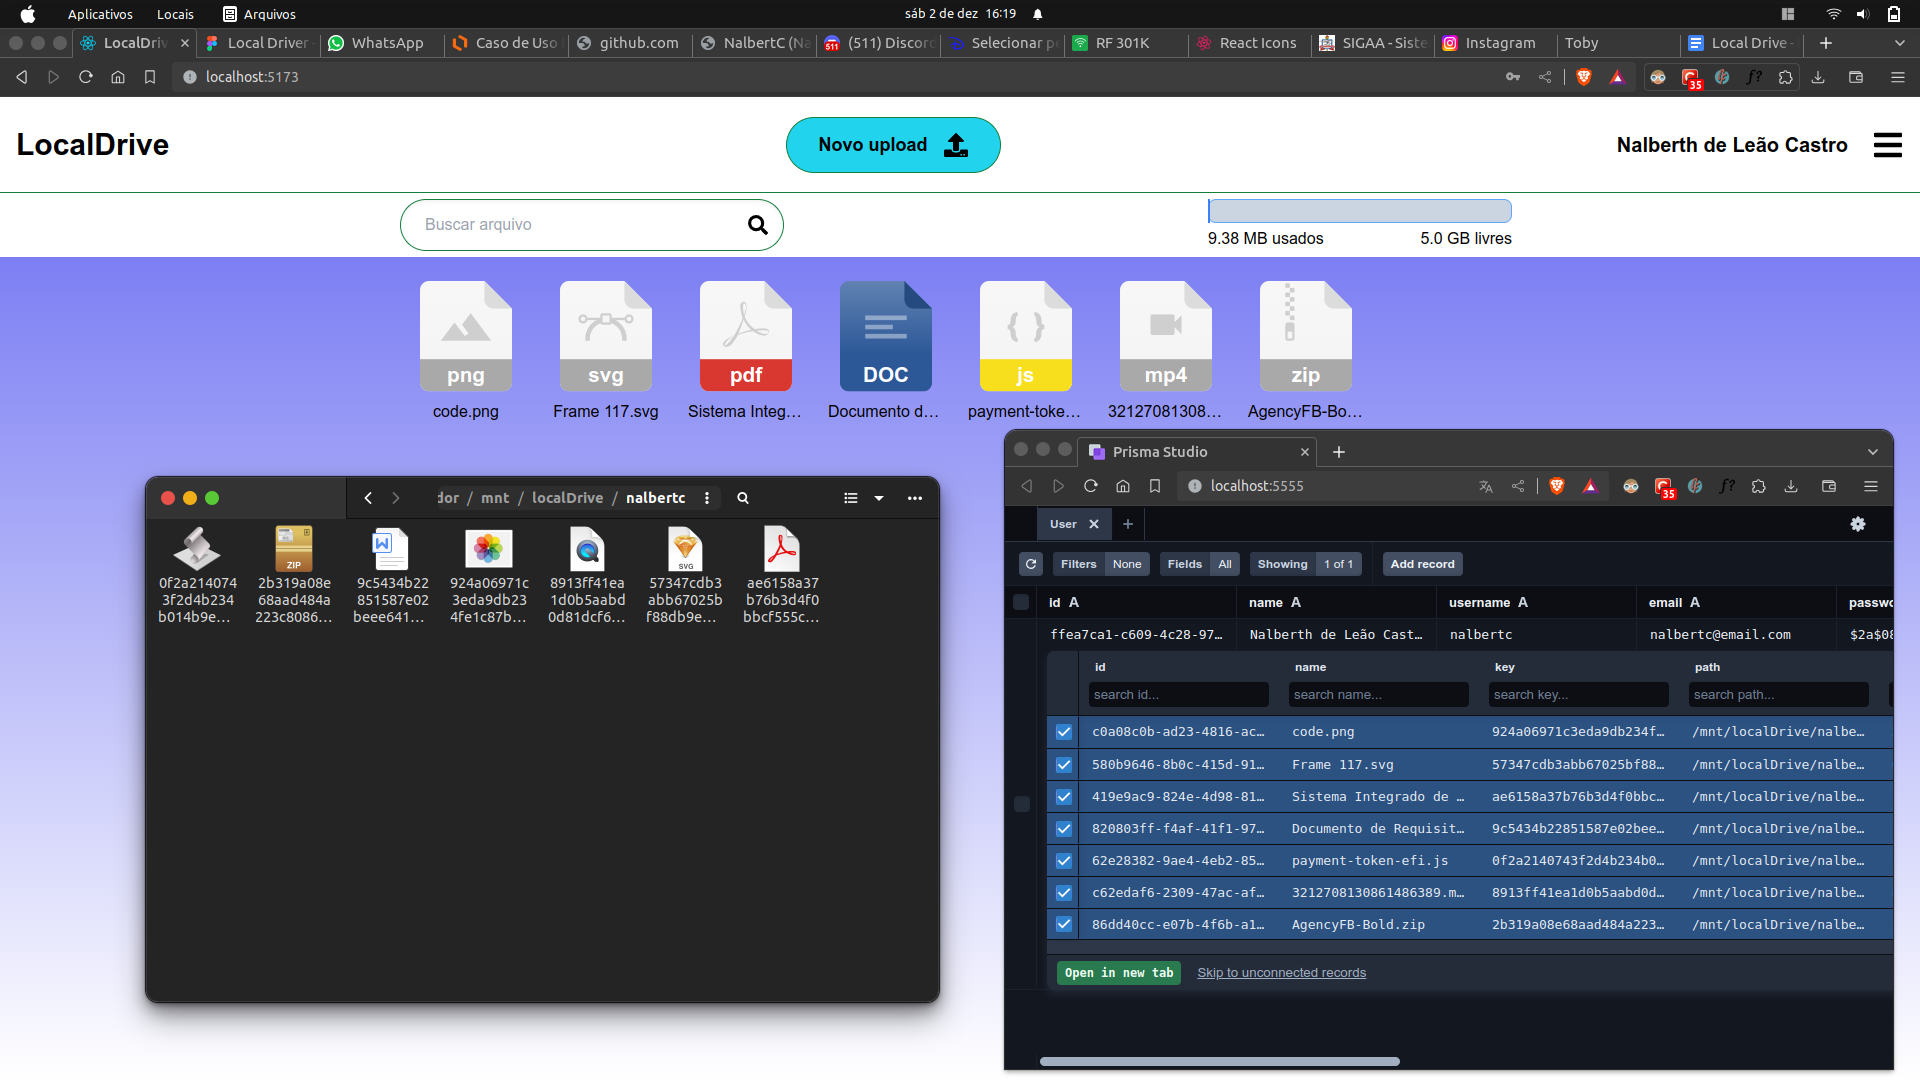 Aplicativos Locais Arquivos sáb 2 de dez 16:19
LocalDriv Local Driver WhatsApp Caso de Uso github.com NalbertC (Na (511) Discord Selecionar pe RF 301K React Icons SIGAA - Siste Instagram Toby Local Drive -
localhost:5173 35
LocalDrive Novo upload Nalberth de Leão Castro
Buscar arquivo
9.38 MB usados 5.0 GB livres
png svg pdf DOC js mp4 zip
code.png Frame 117.svg Sistema Integ… Documento d… payment-toke… 32127081308… AgencyFB-Bo…
dor / mnt / localDrive / nalbertc
ZIP SVG
0f2a214074 2b319a08e 9c5434b22 924a06971c 8913ff41ea 57347cdb3 ae6158a37
3f2d4b234 68aad484a 851587e02 3eda9db23 1d0b5aabd abb67025b b76b3d4f0
b014b9e… 223c8086… beee641… 4fe1c87b… 0d81dcf6… f88db9e… bbcf555c…
Prisma Studio
localhost:5555 35
User
Filters None Fields All Showing 1 of 1 Add record
id A name A username A email A passwo
ffea7ca1-c609-4c28-97… Nalberth de Leão Cast… nalbertc nalbertc@email.com $2a$08
id name key path
search id... search name... search key... search path...
c0a08c0b-ad23-4816-ac… code.png 924a06971c3eda9db234f… /mnt/localDrive/nalbe…
580b9646-8b0c-415d-91… Frame 117.svg 57347cdb3abb67025bf88… /mnt/localDrive/nalbe…
419e9ac9-824e-4d98-81… Sistema Integrado de … ae6158a37b76b3d4f0bbc… /mnt/localDrive/nalbe…
820803ff-f4af-41f1-97… Documento de Requisit… 9c5434b22851587e02bee… /mnt/localDrive/nalbe…
62e28382-9ae4-4eb2-85… payment-token-efi.js 0f2a2140743f2d4b234b0… /mnt/localDrive/nalbe…
c62edaf6-2309-47ac-af… 3212708130861486389.m… 8913ff41ea1d0b5aabd0d… /mnt/localDrive/nalbe…
86dd40cc-e07b-4f6b-a1… AgencyFB-Bold.zip 2b319a08e68aad484a223… /mnt/localDrive/nalbe…
Open in new tab Skip to unconnected records